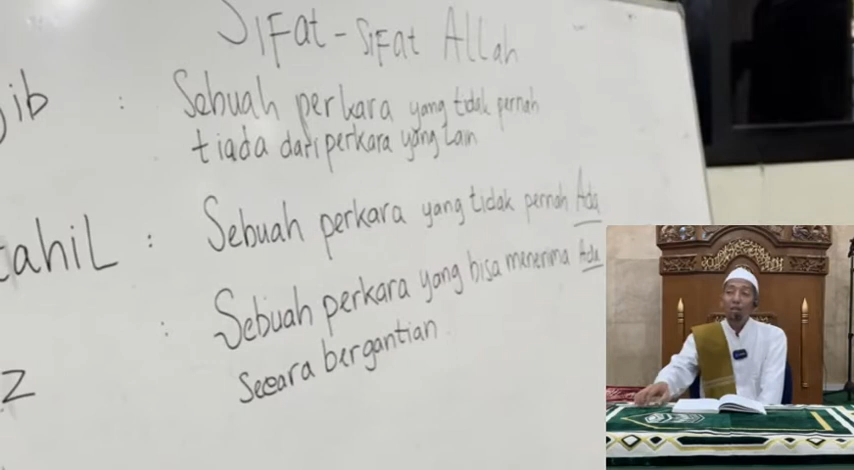 Sifat - Sifat Allah
ib : Sebuah perkara yang tidak pernah
tiada dari perkara yang Lain
tahiL : Sebuah perkara yang tidak pernah Ada
: Sebuah perkara yang bisa menerima Ada
z Secara bergantian